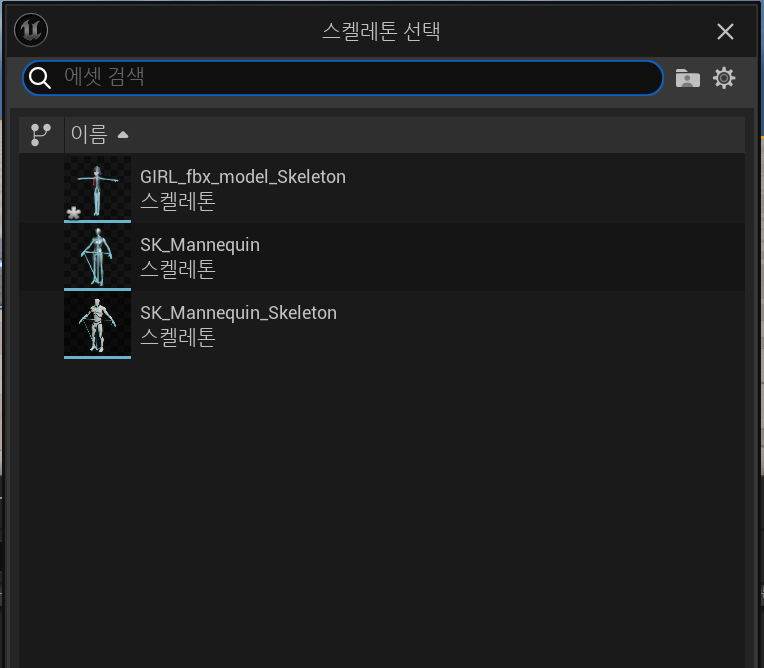 스켈레톤 선택
에셋 검색
이름
GIRL_fbx_model_Skeleton
스켈레톤
SK_Mannequin
스켈레톤
SK_Mannequin_Skeleton
스켈레톤